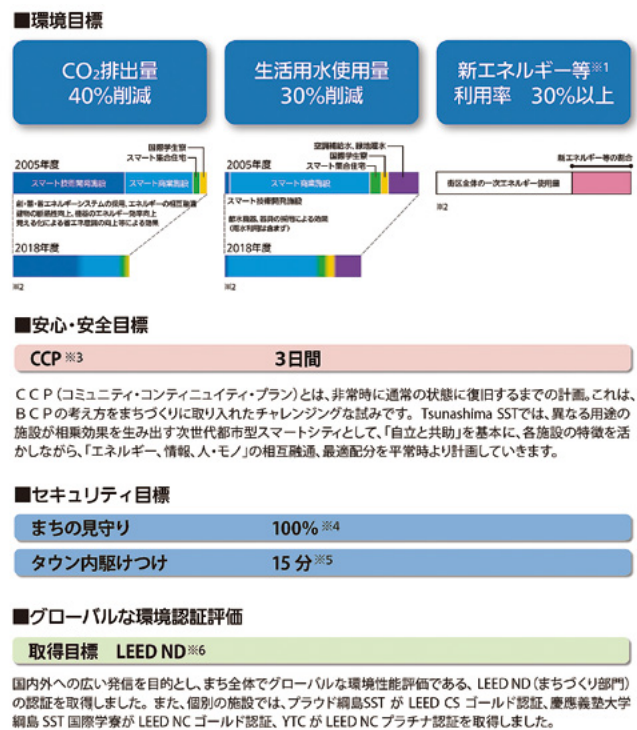 ■環境目標
CO₂排出量
40%削減
生活用水使用量
30%削減
新エネルギー等※1
利用率 30%以上
国際学生寮
スマート集合住宅
2005年度
スマート技術開発施設
スマート商業施設
創・蓄・省エネルギーシステムの採用、エネルギーの相互融通
建物の断熱性向上、機器のエネルギー効率向上
見える化による省エネ意識の向上等による効果
2018年度
※2
空調補給水、緑地灌水
国際学生寮
スマート集合住宅
2005年度
スマート商業施設
スマート技術開発施設
節水機器、器具の採用による効果
(雨水利用は含まず)
2018年度
※2
新エネルギー等の割合
街区全体の一次エネルギー使用量
※2
■安心・安全目標
CCP ※3 3日間
CCP(コミュニティ・コンティニュイティ・プラン)とは、非常時に通常の状態に復旧するまでの計画。これは、
BCPの考え方をまちづくりに取り入れたチャレンジングな試みです。Tsunashima SSTでは、異なる用途の
施設が相乗効果を生み出す次世代都市型スマートシティとして、「自立と共助」を基本に、各施設の特徴を活
かしながら、「エネルギー、情報、人・モノ」の相互融通、最適配分を平常時より計画していきます。
■セキュリティ目標
まちの見守り 100% ※4
タウン内駆けつけ 15分※5
■グローバルな環境認証評価
取得目標 LEED ND※6
国内外への広い発信を目的とし、まち全体でグローバルな環境性能評価である、LEED ND(まちづくり部門)
の認証を取得しました。また、個別の施設では、プラウド綱島SST が LEED CS ゴールド認証、慶應義塾大学
綱島 SST 国際学寮が LEED NC ゴールド認証、YTC が LEED NC プラチナ認証を取得しました。